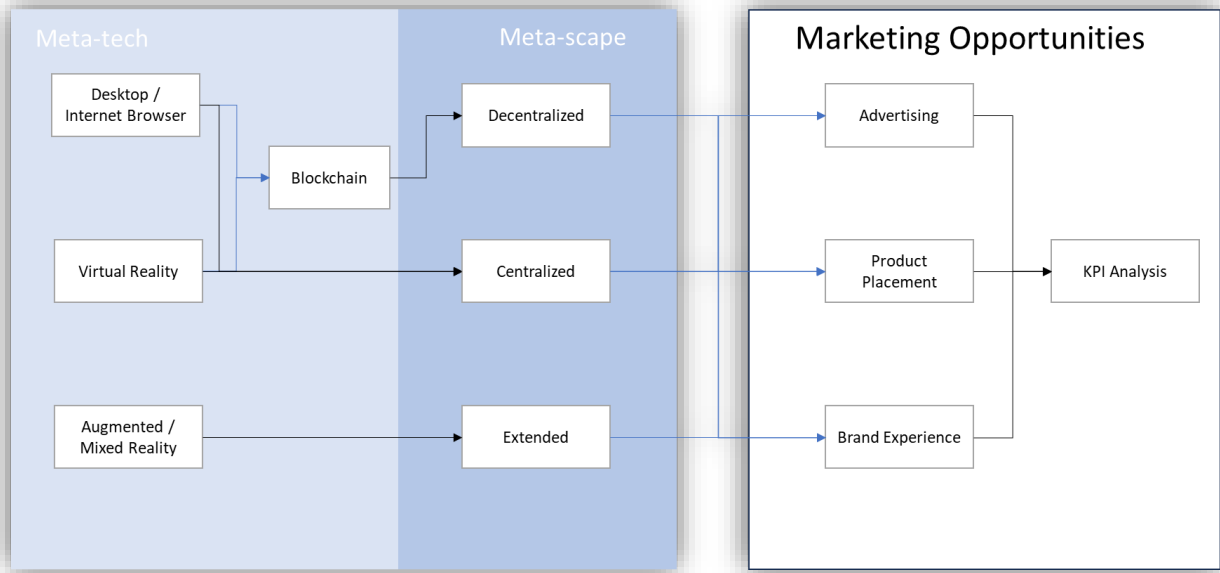 Meta-tech
Meta-scape
Marketing Opportunities
Desktop /
Internet Browser
Blockchain
Virtual Reality
Augmented /
Mixed Reality
Decentralized
Centralized
Extended
Advertising
Product
Placement
Brand Experience
KPI Analysis